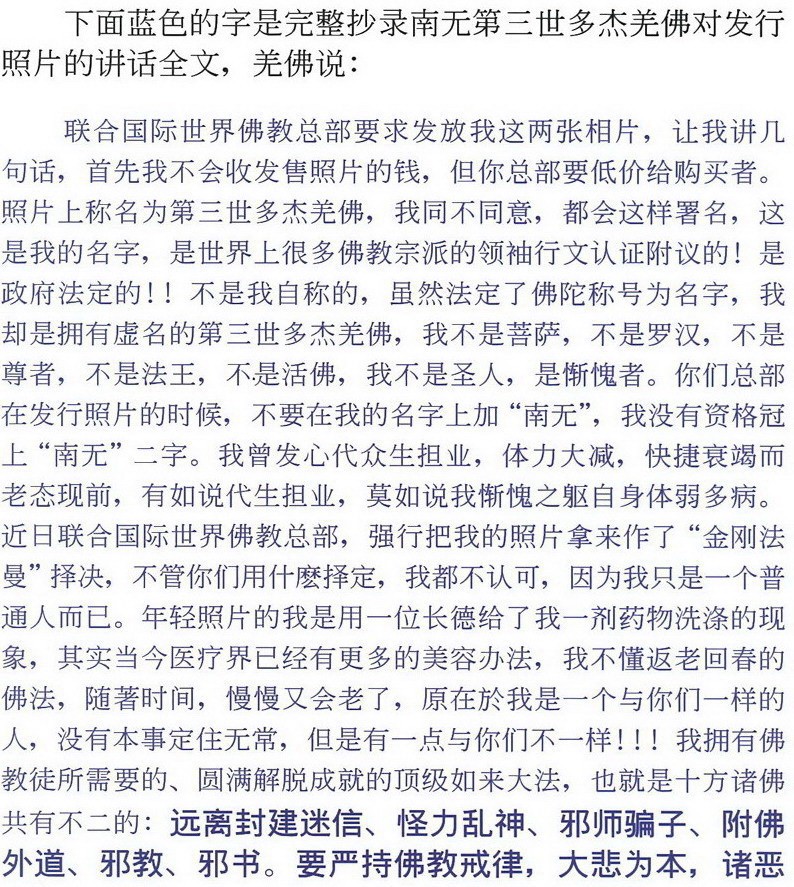 下面蓝色的字是完整抄录南无第三世多杰羌佛对发行
照片的讲话全文，羌佛说：
联合国际世界佛教总部要求发放我这两张相片，让我讲几
句话，首先我不会收发售照片的钱，但你总部要低价给购买者。
照片上称名为第三世多杰羌佛，我同不同意，都会这样署名，这
是我的名字，是世界上很多佛教宗派的领袖行文认证附议的！是
政府法定的！！不是我自称的，虽然法定了佛陀称号为名字，我
却是拥有虚名的第三世多杰羌佛，我不是菩萨，不是罗汉，不是
尊者，不是法王，不是活佛，我不是圣人，是惭愧者。你们总部
在发行照片的时候，不要在我的名字上加“南无”，我没有资格冠
上“南无”二字。我曾发心代众生担业，体力大减，快捷衰竭而
老态现前，有如说代生担业，莫如说我惭愧之躯自身体弱多病。
近日联合国际世界佛教总部，强行把我的照片拿来作了“金刚法
曼”择决，不管你们用什麽择定，我都不认可，因为我只是一个普
通人而已。年轻照片的我是用一位长德给了我一剂药物洗涤的现
象，其实当今医疗界已经有更多的美容办法，我不懂返老回春的
佛法，随著时间，慢慢又会老了，原在於我是一个与你们一样的
人，没有本事定住无常，但是有一点与你们不一样！！！我拥有佛
教徒所需要的、圆满解脱成就的顶级如来大法，也就是十方诸佛
共有不二的：远离封建迷信、怪力乱神、邪师骗子、附佛
外道、邪教、邪书。要严持佛教戒律，大悲为本，诸恶